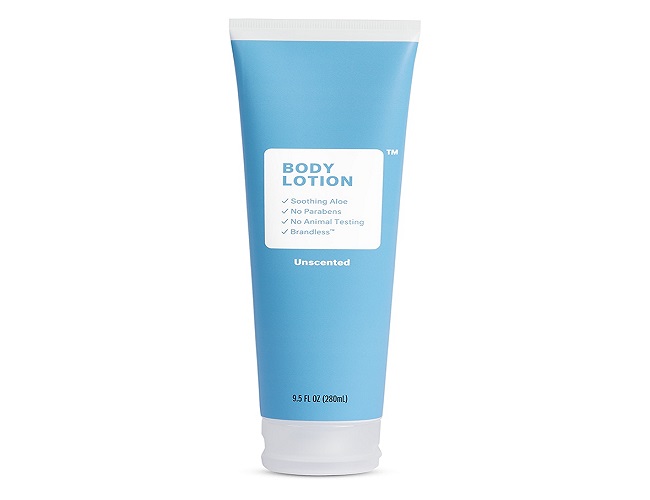 ™
BODY
LOTION
✓ Soothing Aloe
✓ No Parabens
✓ No Animal Testing
✓ Brandless™
Unscented
9.5 FL OZ (280mL)